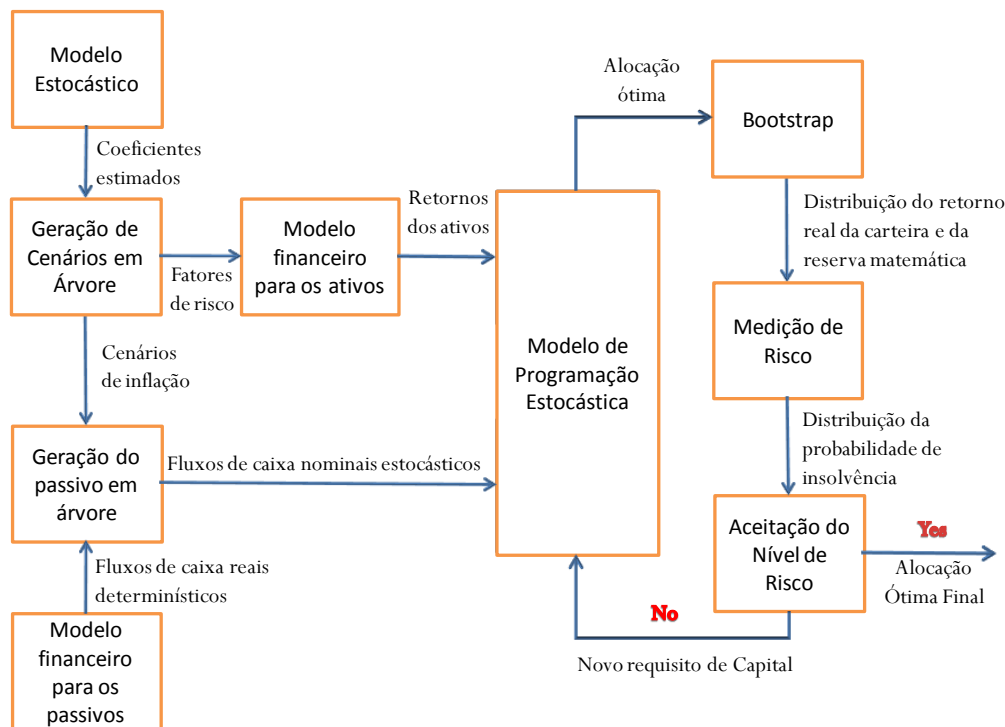 Modelo
Estocástico
Coeficientes
estimados
Geração de
Cenários em
Árvore
Fatores
de risco
Modelo
financeiro
para os ativos
Retornos
dos ativos
Cenários
de inflação
Geração do
passivo em
árvore
Fluxos de caixa nominais estocásticos
Fluxos de caixa reais
determinísticos
Modelo
financeiro
para os
passivos
Modelo de
Programação
Estocástica
Alocação
ótima
Bootstrap
Distribuição do retorno
real da carteira e da
reserva matemática
Medição de
Risco
Distribuição da
probabilidade de
insolvência
Aceitação do
Nível de
Risco
Yes
Alocação
Ótima Final
No
Novo requisito de Capital